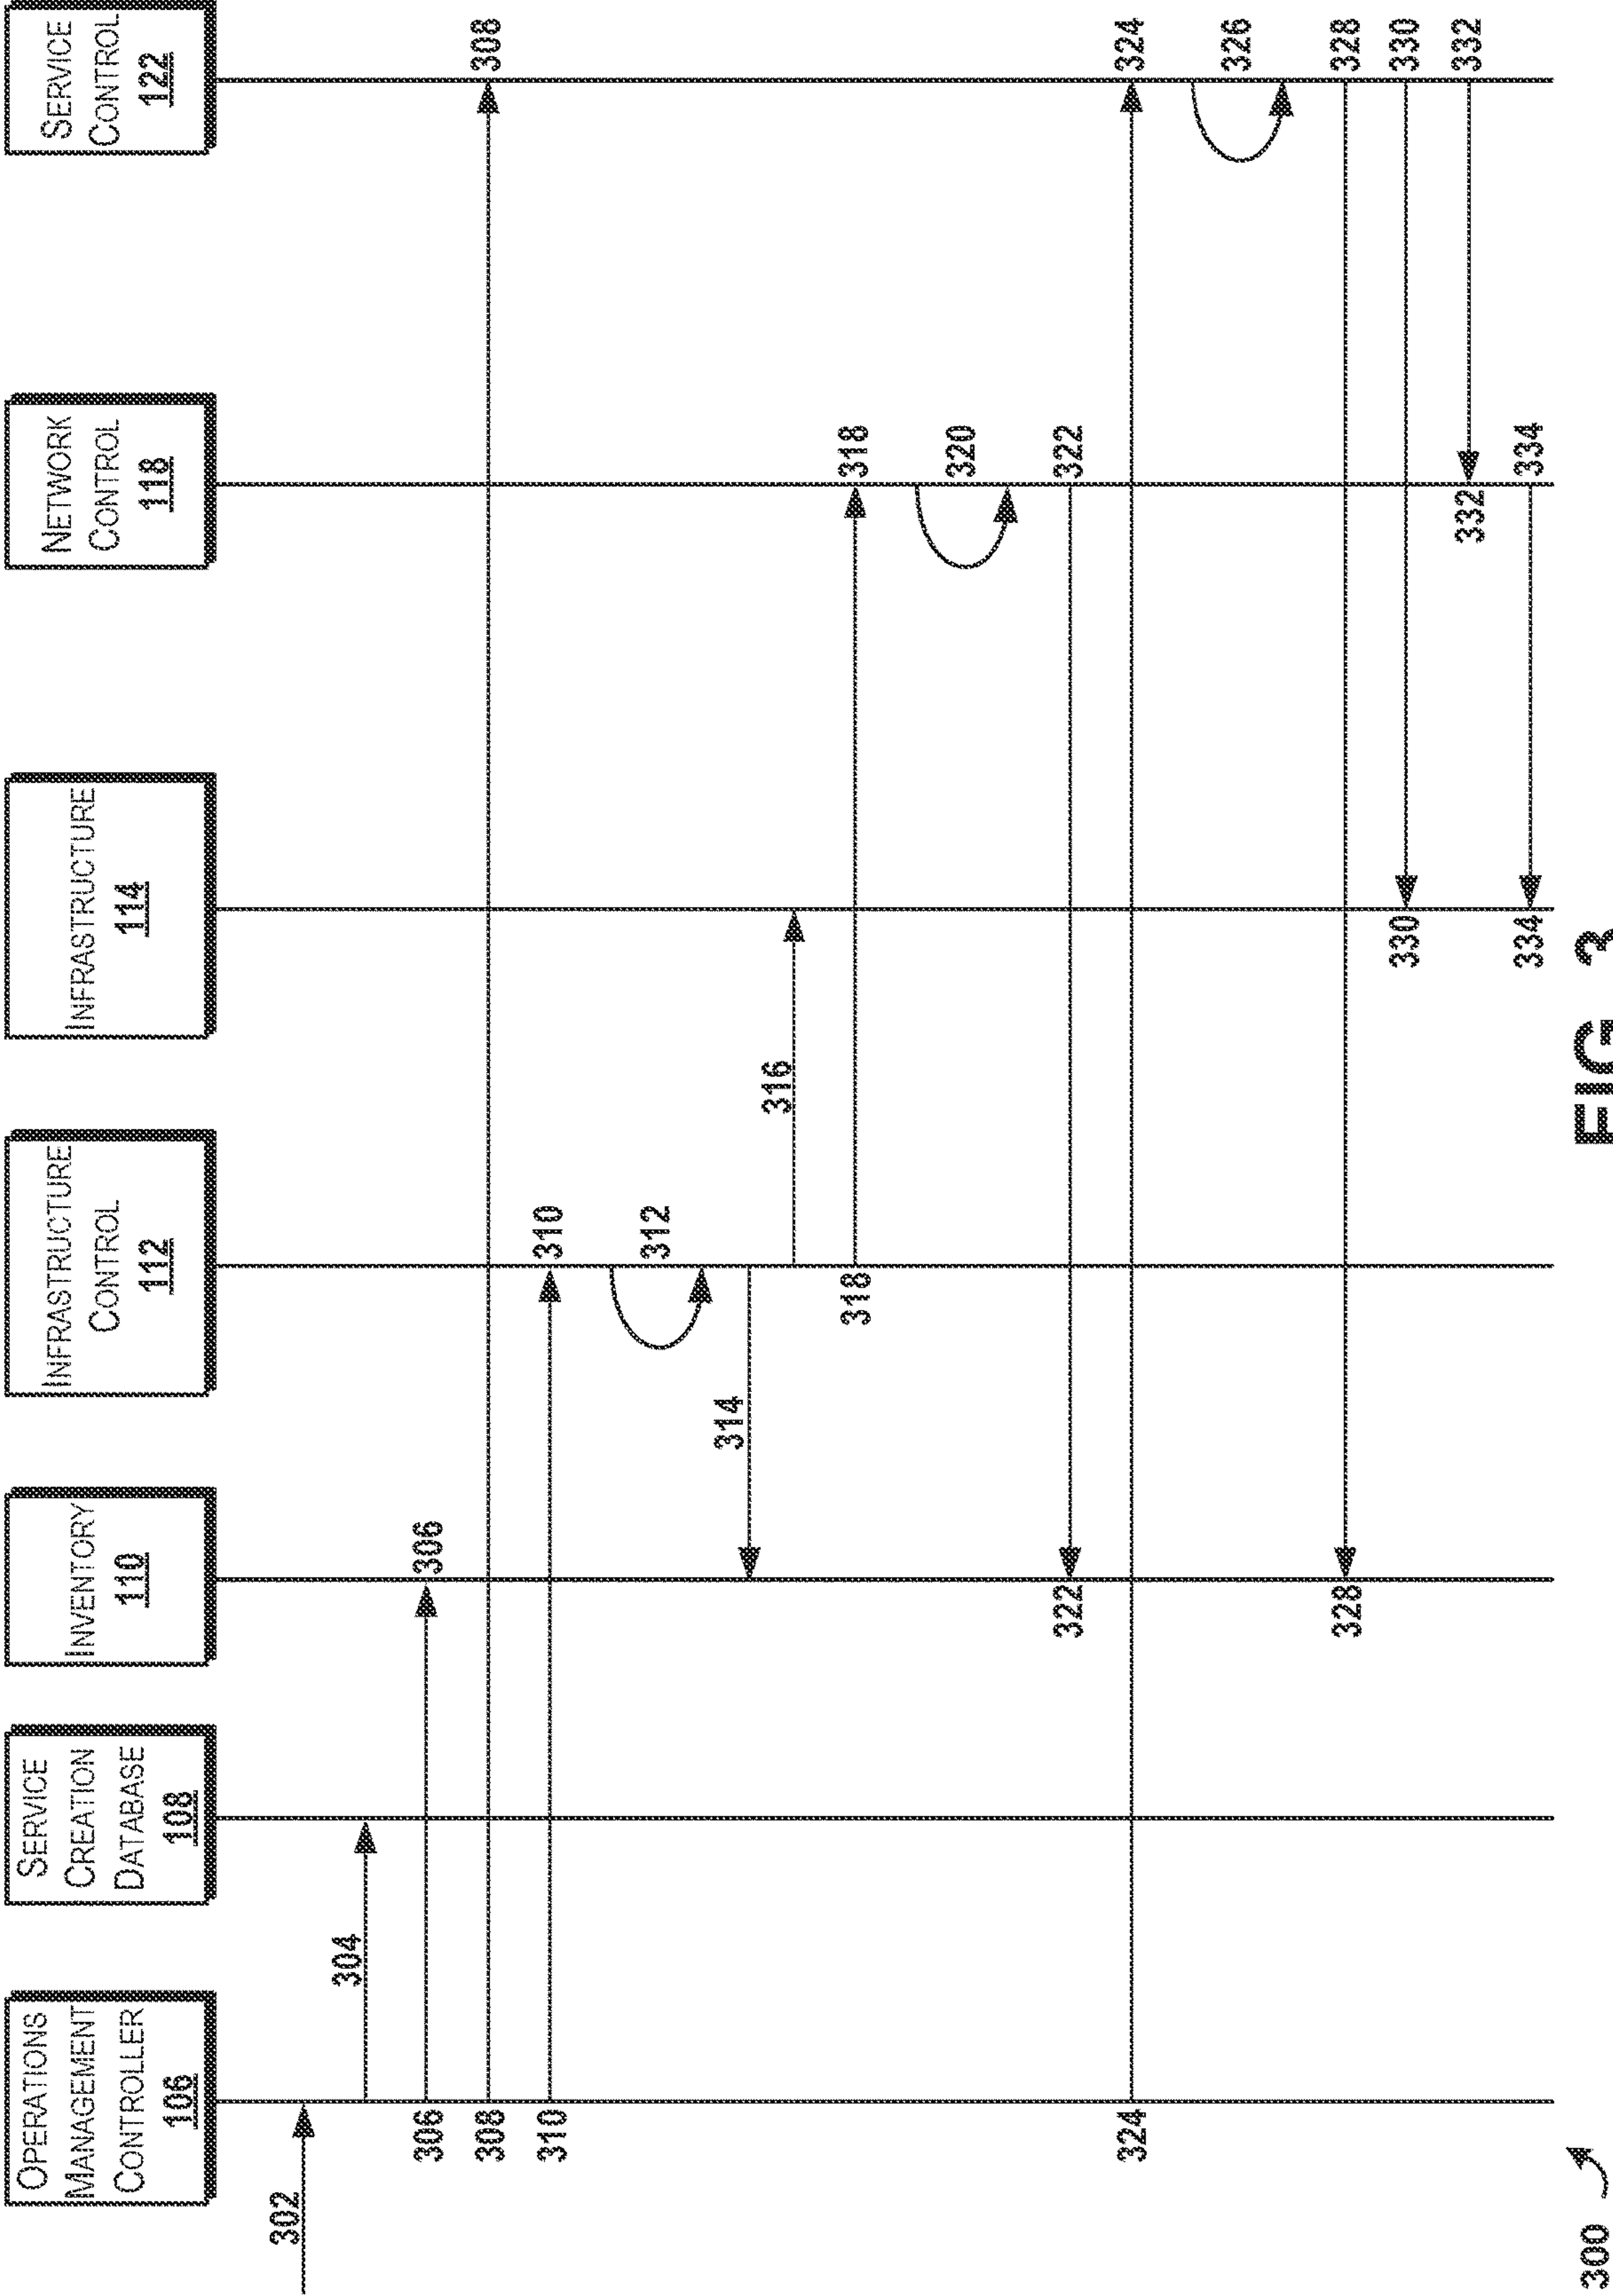 OPERATIONS
MANAGEMENT
CONTROLLER
106
SERVICE
CREATION
DATABASE
108
INVENTORY
110
INFRASTRUCTURE
CONTROL
112
INFRASTRUCTURE
114
NETWORK
CONTROL
118
SERVICE
CONTROL
122
302
304
306
306
308
308
310
310
312
314
316
318
318
320
322
322
324
324
326
328
328
330
330
332
332
334
334
300
FIG. 3